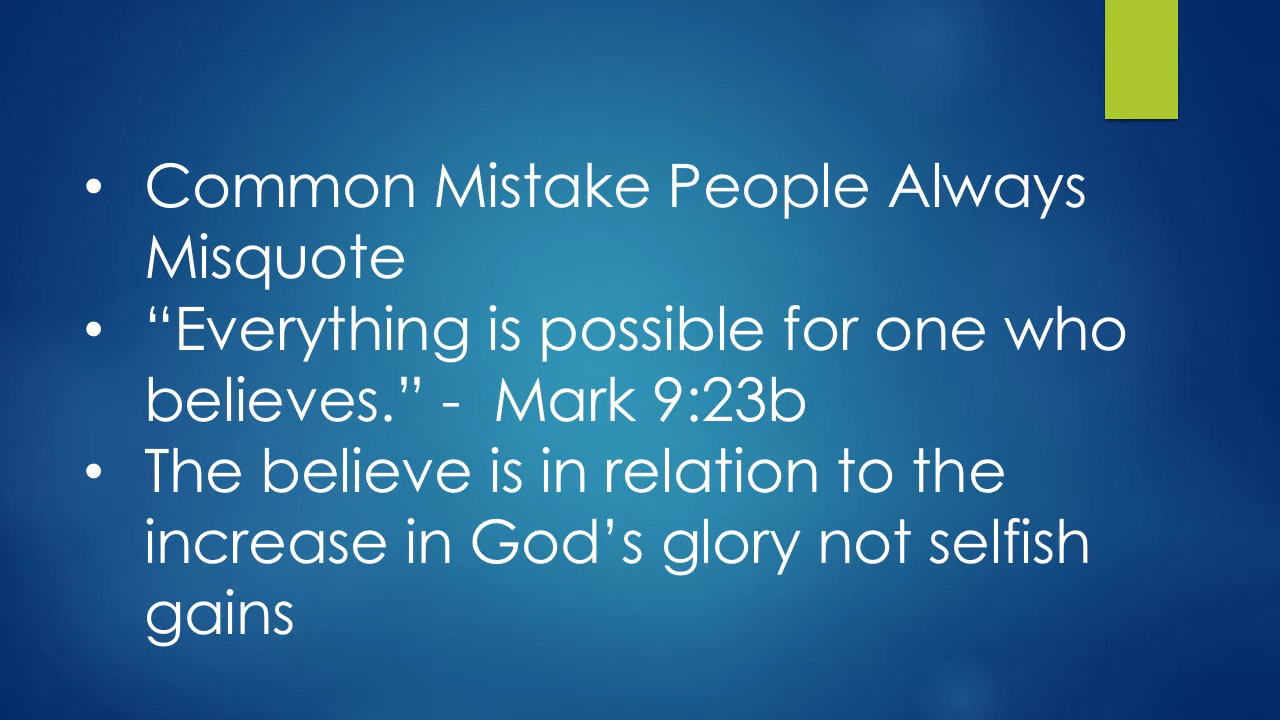 • Common Mistake People Always
Misquote
• “Everything is possible for one who
believes.” -  Mark 9:23b
• The believe is in relation to the
increase in God’s glory not selfish
gains